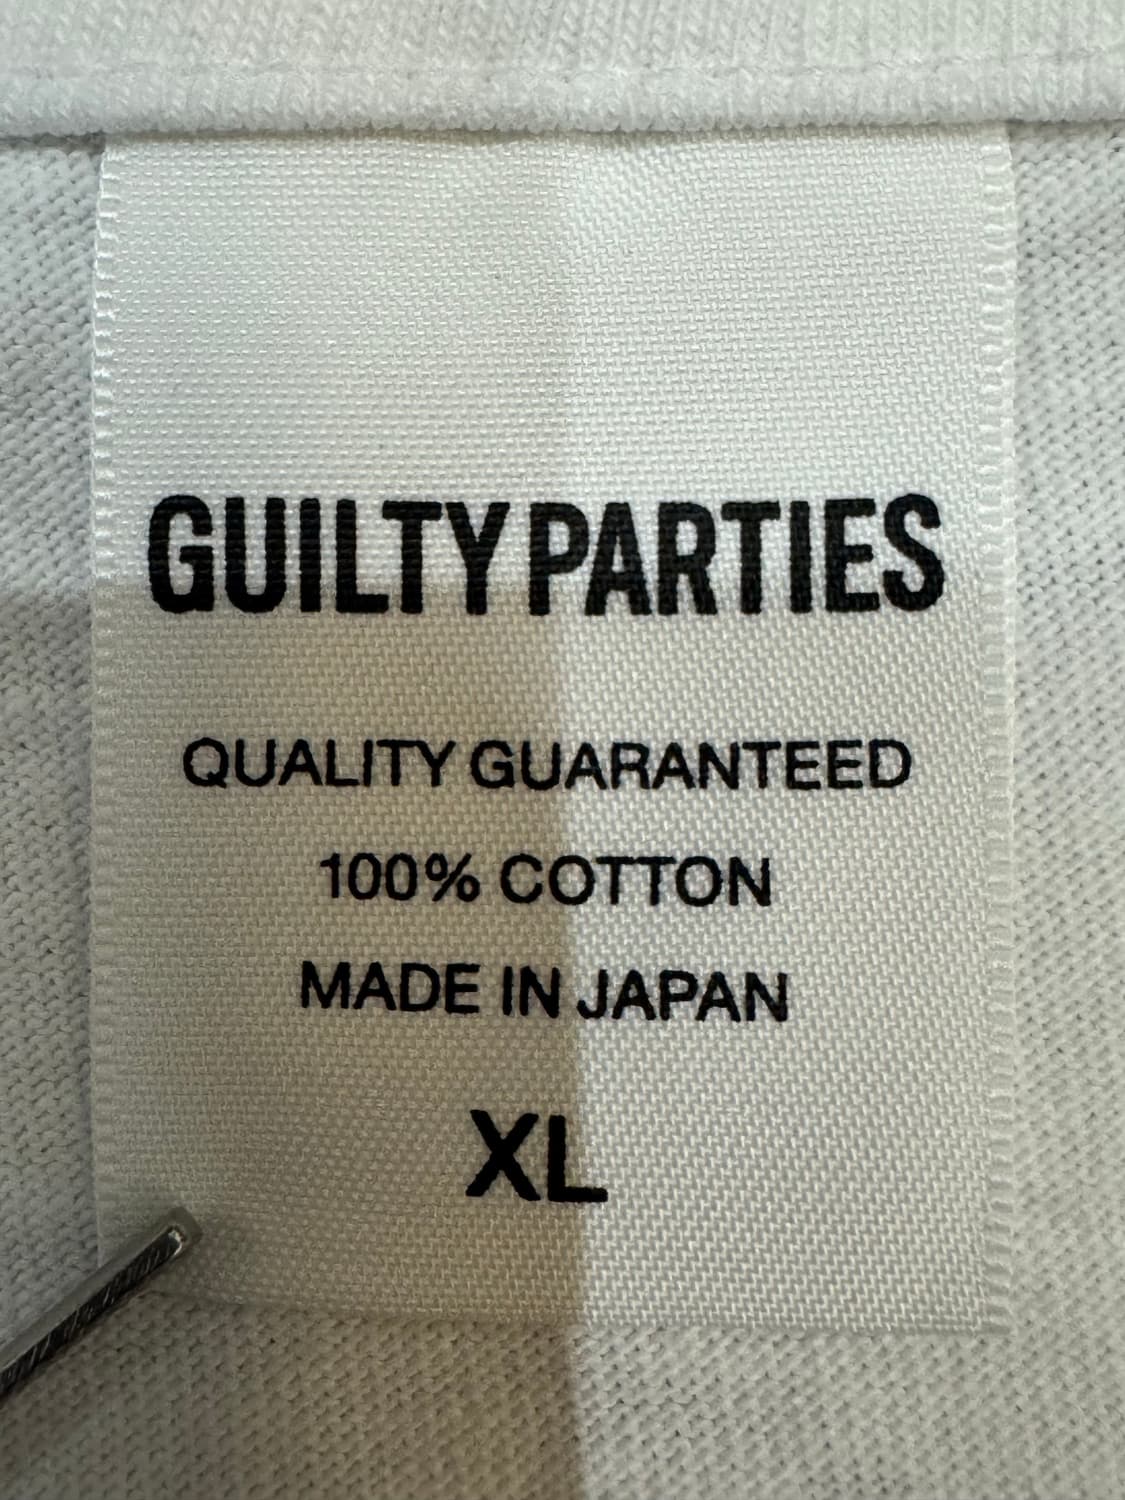 GUILTY PARTIES
QUALITY GUARANTEED
100% COTTON
MADE IN JAPAN
XL